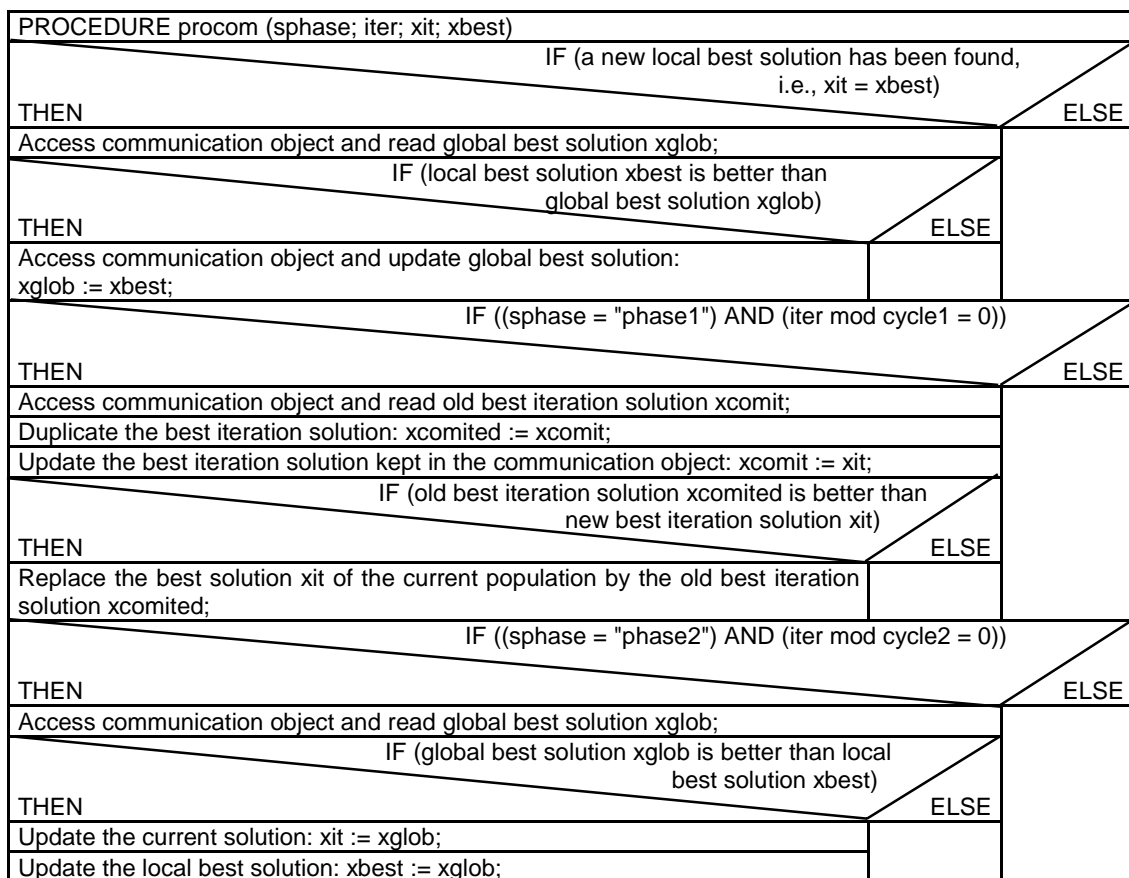 PROCEDURE procom (sphase; iter; xit; xbest)
IF (a new local best solution has been found,
i.e., xit = xbest)
THEN
ELSE
Access communication object and read global best solution xglob;
IF (local best solution xbest is better than
global best solution xglob)
THEN
ELSE
Access communication object and update global best solution:
xglob := xbest;
IF ((sphase = "phase1") AND (iter mod cycle1 = 0))
THEN
ELSE
Access communication object and read old best iteration solution xcomit;
Duplicate the best iteration solution: xcomited := xcomit;
Update the best iteration solution kept in the communication object: xcomit := xit;
IF (old best iteration solution xcomited is better than
new best iteration solution xit)
THEN
ELSE
Replace the best solution xit of the current population by the old best iteration
solution xcomited;
IF ((sphase = "phase2") AND (iter mod cycle2 = 0))
THEN
ELSE
Access communication object and read global best solution xglob;
IF (global best solution xglob is better than local
best solution xbest)
THEN
ELSE
Update the current solution: xit := xglob;
Update the local best solution: xbest := xglob;